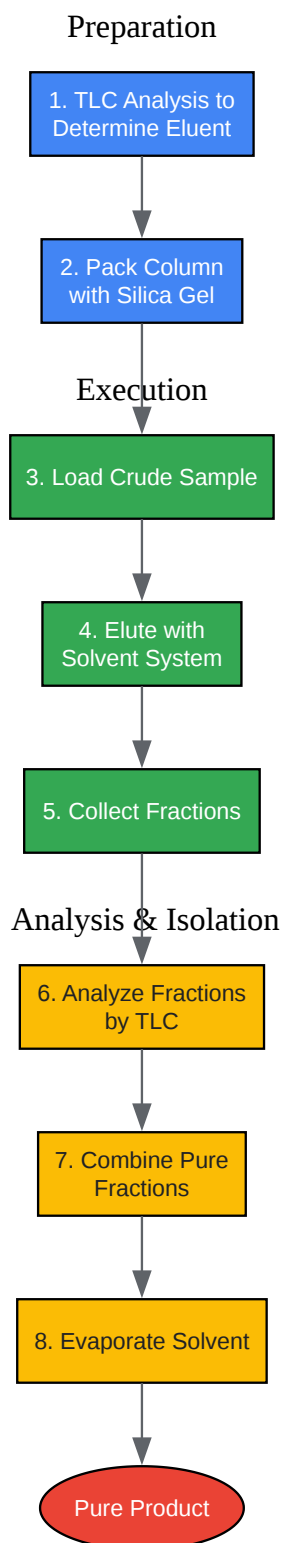 Preparation
1. TLC Analysis to
Determine Eluent
2. Pack Column
with Silica Gel
Execution
3. Load Crude Sample
4. Elute with
Solvent System
5. Collect Fractions
Analysis & Isolation
6. Analyze Fractions
by TLC
7. Combine Pure
Fractions
8. Evaporate Solvent
Pure Product